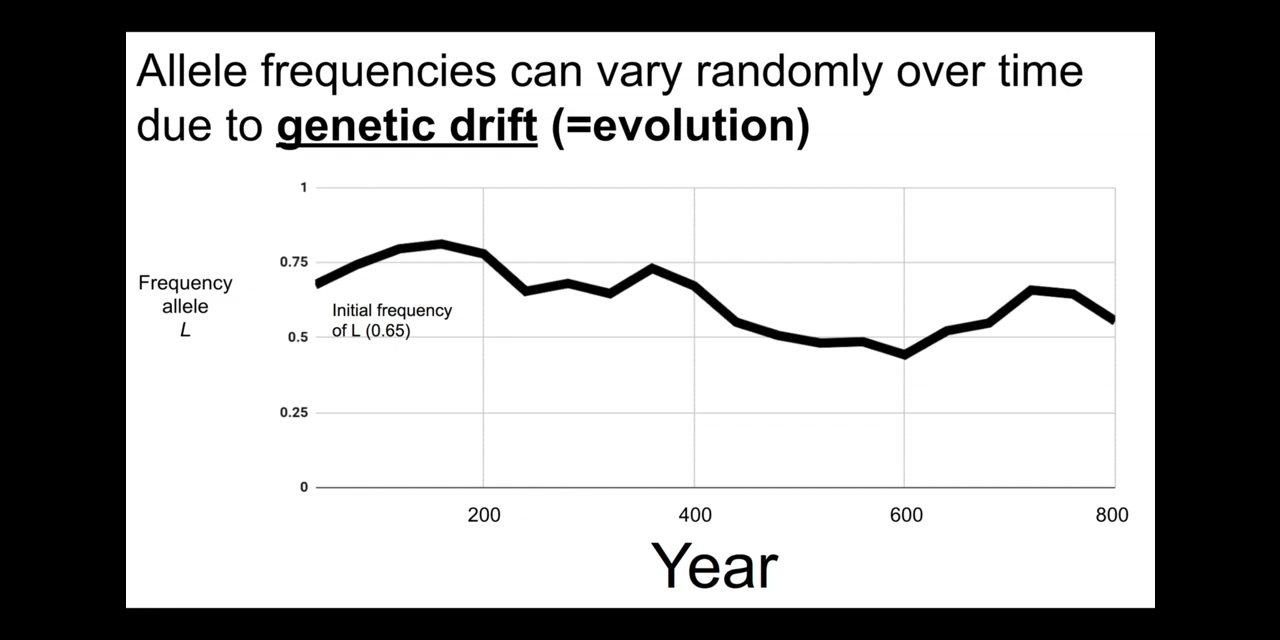 Allele frequencies can vary randomly over time
due to genetic drift (=evolution)
1
0.75
Frequency
allele
L
Initial frequency
of L (0.65)
0.5
0.25
0
200 400 600 800
Year